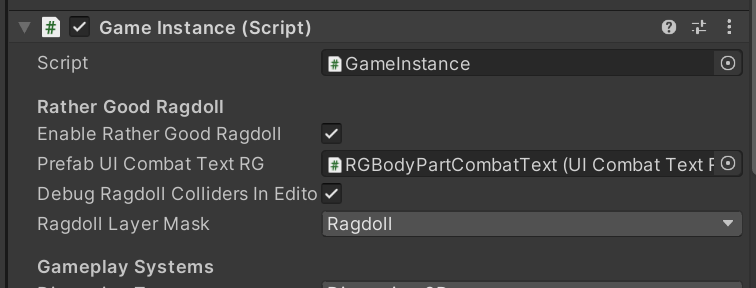 Game Instance (Script)
Script
GameInstance
Rather Good Ragdoll
Enable Rather Good Ragdoll
Prefab UI Combat Text RG
RGBodyPartCombatText (UI Combat Text
Debug Ragdoll Colliders In Edito
Ragdoll Layer Mask
Ragdoll
Gameplay Systems